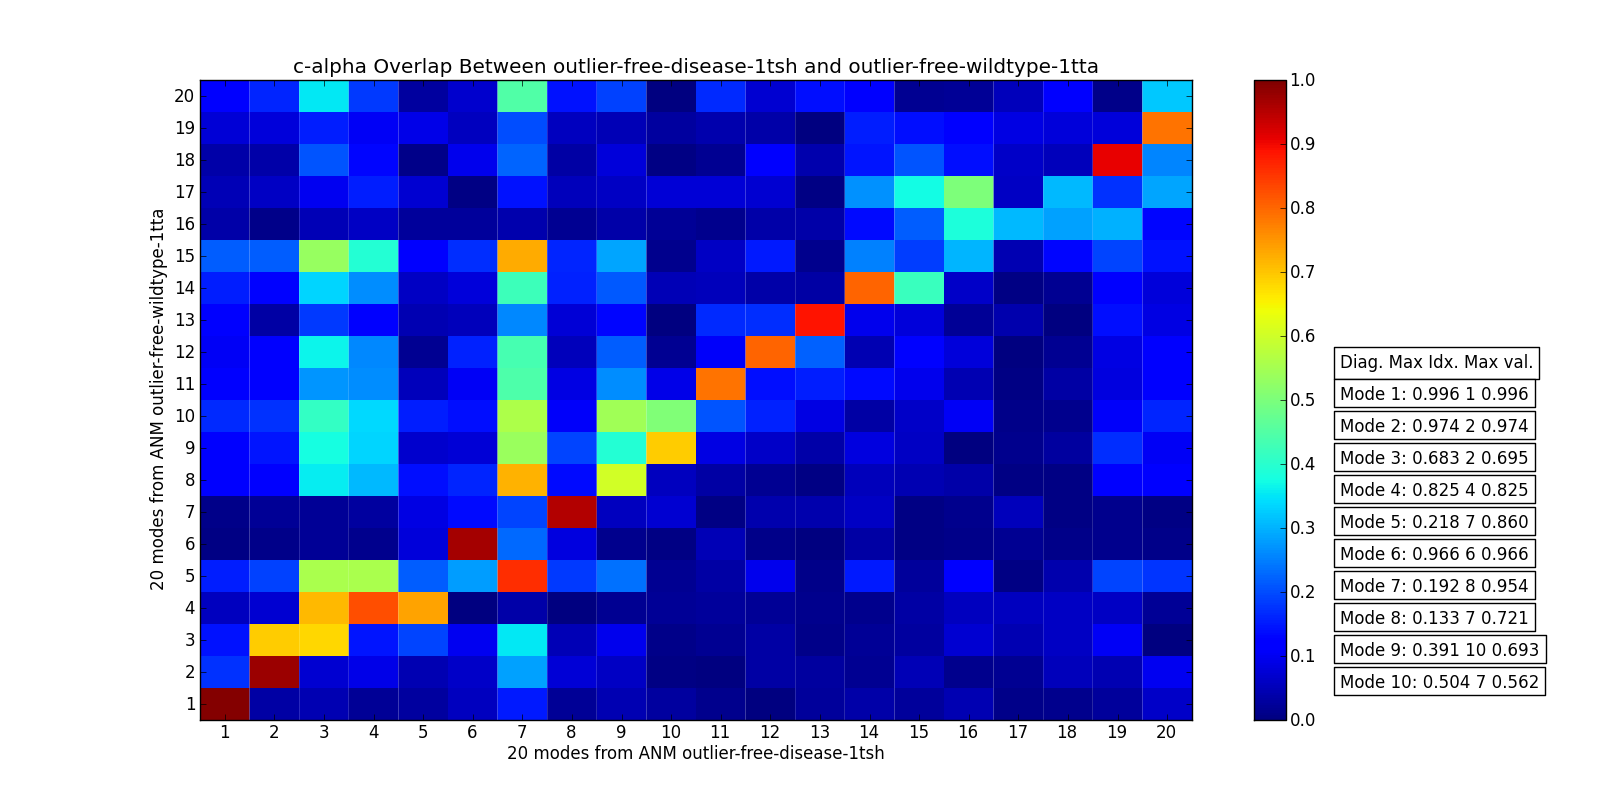 c-alpha Overlap Between outlier-free-disease-1tsh and outlier-free-wildtype-1tta
20 modes from ANM outlier-free-wildtype-1tta
20
19
18
17
16
15
14
13
12
11
10
9
8
7
6
5
4
3
2
1
1 2 3 4 5 6 7 8 9 10 11 12 13 14 15 16 17 18 19 20
20 modes from ANM outlier-free-disease-1tsh
1.0
0.9
0.8
0.7
0.6
0.5
0.4
0.3
0.2
0.1
0.0
Diag. Max Idx. Max val.
Mode 1: 0.996 1 0.996
Mode 2: 0.974 2 0.974
Mode 3: 0.683 2 0.695
Mode 4: 0.825 4 0.825
Mode 5: 0.218 7 0.860
Mode 6: 0.966 6 0.966
Mode 7: 0.192 8 0.954
Mode 8: 0.133 7 0.721
Mode 9: 0.391 10 0.693
Mode 10: 0.504 7 0.562